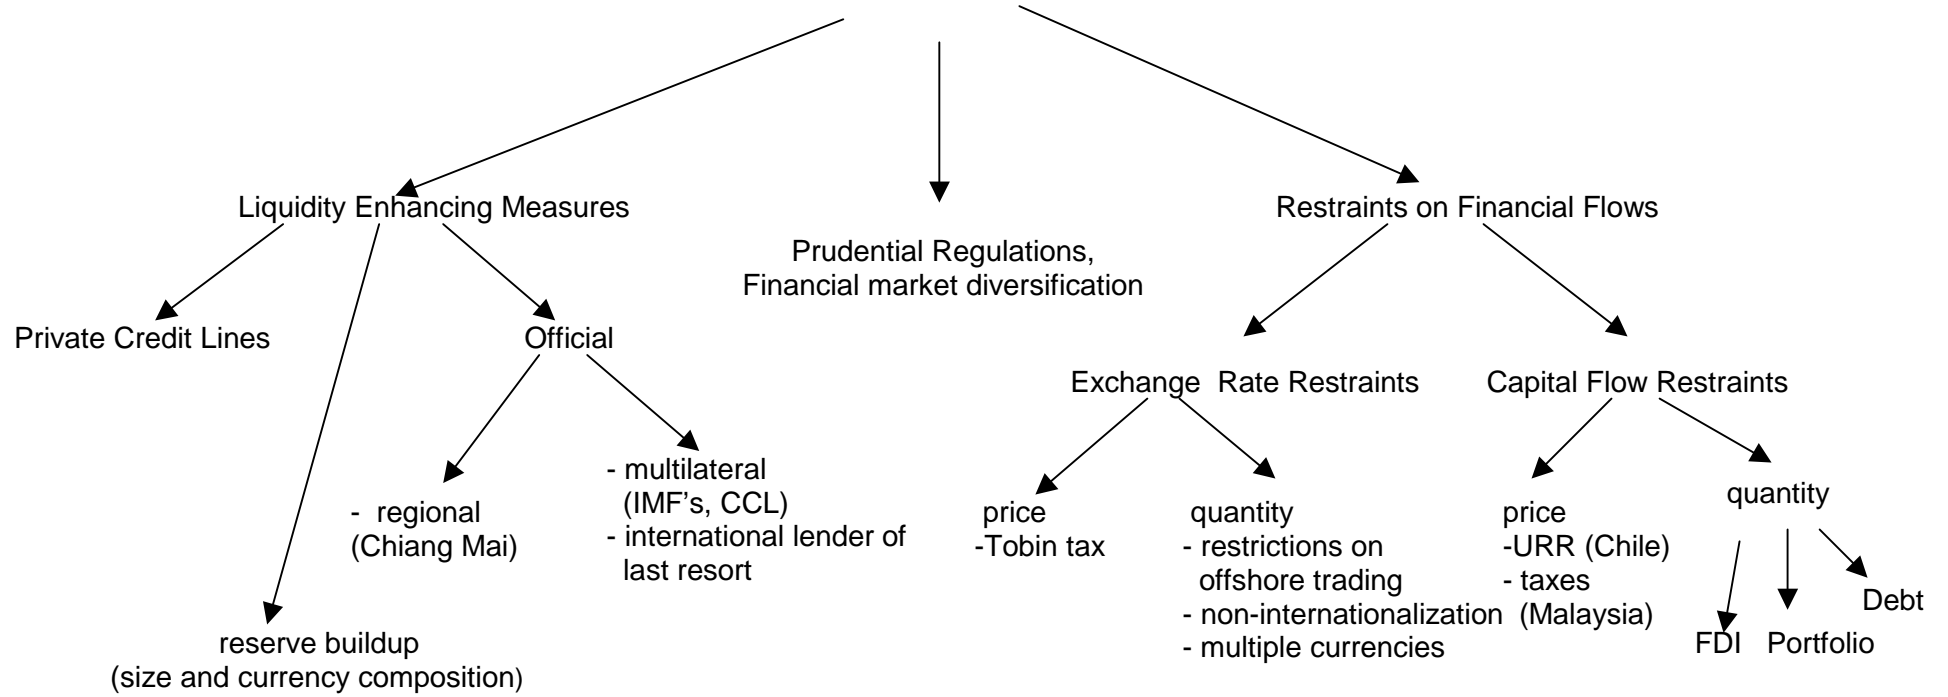 Liquidity Enhancing Measures
Restraints on Financial Flows
Prudential Regulations,
Financial market diversification
Private Credit Lines
Official
Exchange Rate Restraints
Capital Flow Restraints
- regional
(Chiang Mai)
- multilateral
(IMF's, CCL)
- international lender of
last resort
reserve buildup
(size and currency composition)
price
-Tobin tax
quantity
- restrictions on
offshore trading
- non-internationalization
- multiple currencies
price
-URR (Chile)
- taxes
(Malaysia)
quantity
FDI
Portfolio
Debt